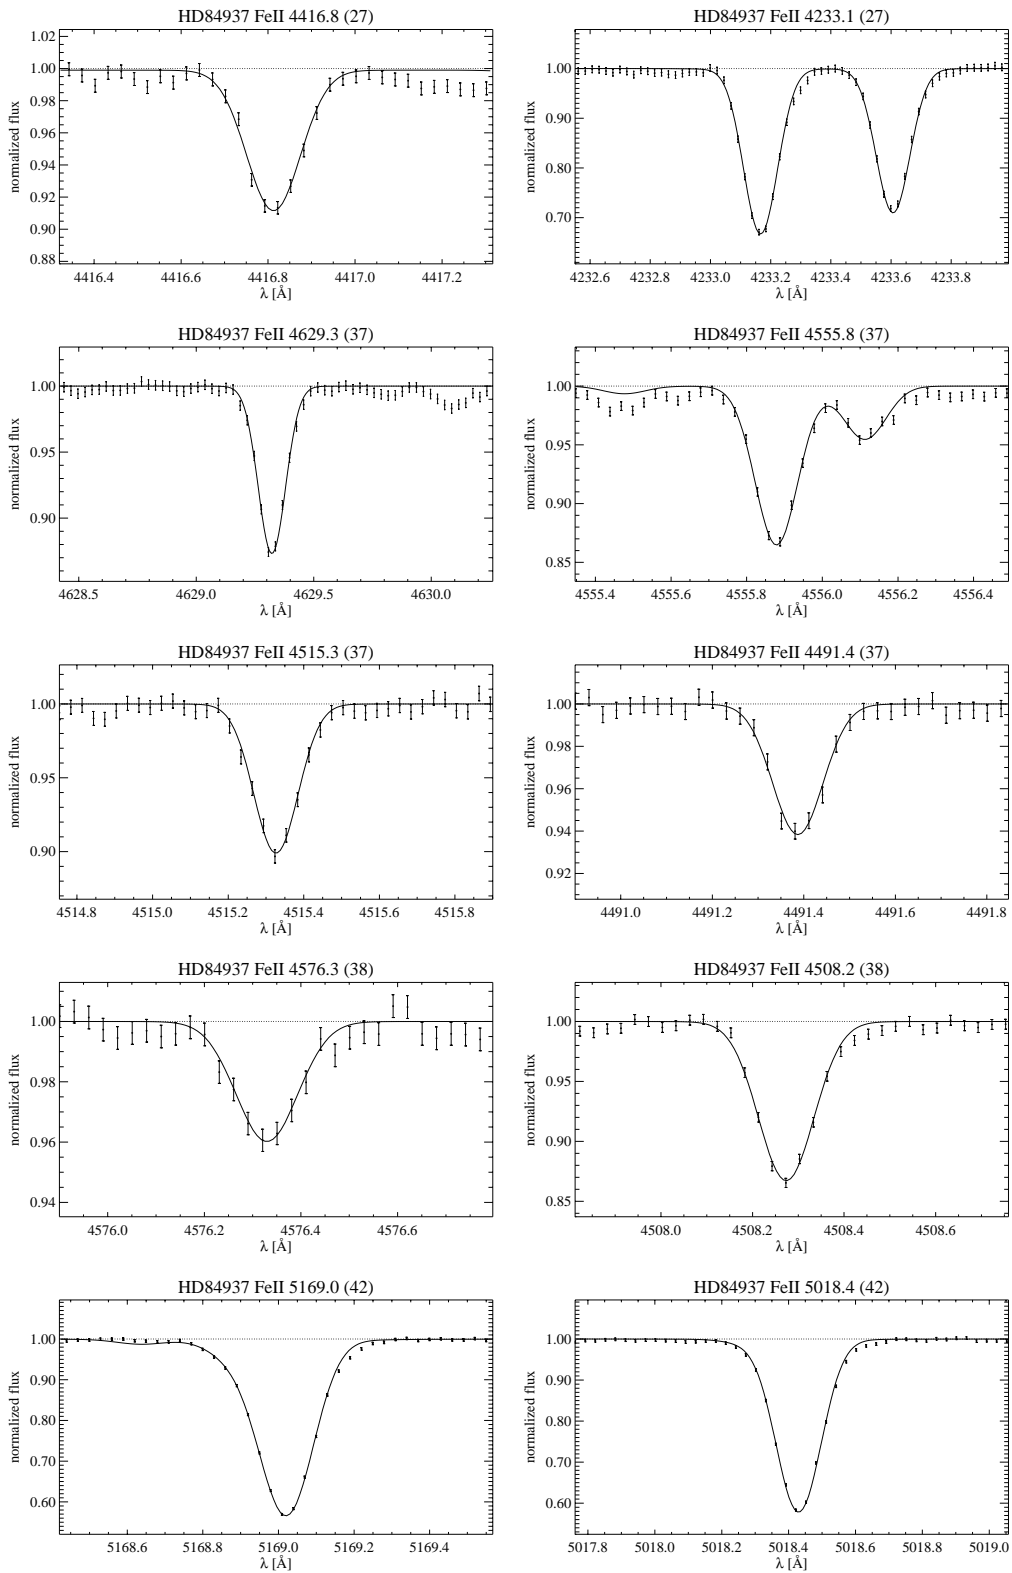 HD84937 FeII 4416.8 (27)
1.02
1.00
0.98
0.96
0.94
0.92
0.90
0.88
normalized flux
4416.4 4416.6 4416.8 4417.0 4417.2
λ [Å]
HD84937 FeII 4233.1 (27)
1.00
0.90
0.80
0.70
normalized flux
4232.6 4232.8 4233.0 4233.2 4233.4 4233.6 4233.8
λ [Å]
HD84937 FeII 4629.3 (37)
1.00
0.95
0.90
normalized flux
4628.5 4629.0 4629.5 4630.0
λ [Å]
HD84937 FeII 4555.8 (37)
1.00
0.95
0.90
0.85
normalized flux
4555.4 4555.6 4555.8 4556.0 4556.2 4556.4
λ [Å]
HD84937 FeII 4515.3 (37)
1.00
0.95
0.90
normalized flux
4514.8 4515.0 4515.2 4515.4 4515.6 4515.8
λ [Å]
HD84937 FeII 4491.4 (37)
1.00
0.98
0.96
0.94
0.92
normalized flux
4491.0 4491.2 4491.4 4491.6 4491.8
λ [Å]
HD84937 FeII 4576.3 (38)
1.00
0.98
0.96
0.94
normalized flux
4576.0 4576.2 4576.4 4576.6
λ [Å]
HD84937 FeII 4508.2 (38)
1.00
0.95
0.90
0.85
normalized flux
4508.0 4508.2 4508.4 4508.6
λ [Å]
HD84937 FeII 5169.0 (42)
1.00
0.90
0.80
0.70
0.60
normalized flux
5168.6 5168.8 5169.0 5169.2 5169.4
λ [Å]
HD84937 FeII 5018.4 (42)
1.00
0.90
0.80
0.70
0.60
normalized flux
5017.8 5018.0 5018.2 5018.4 5018.6 5018.8 5019.0
λ [Å]